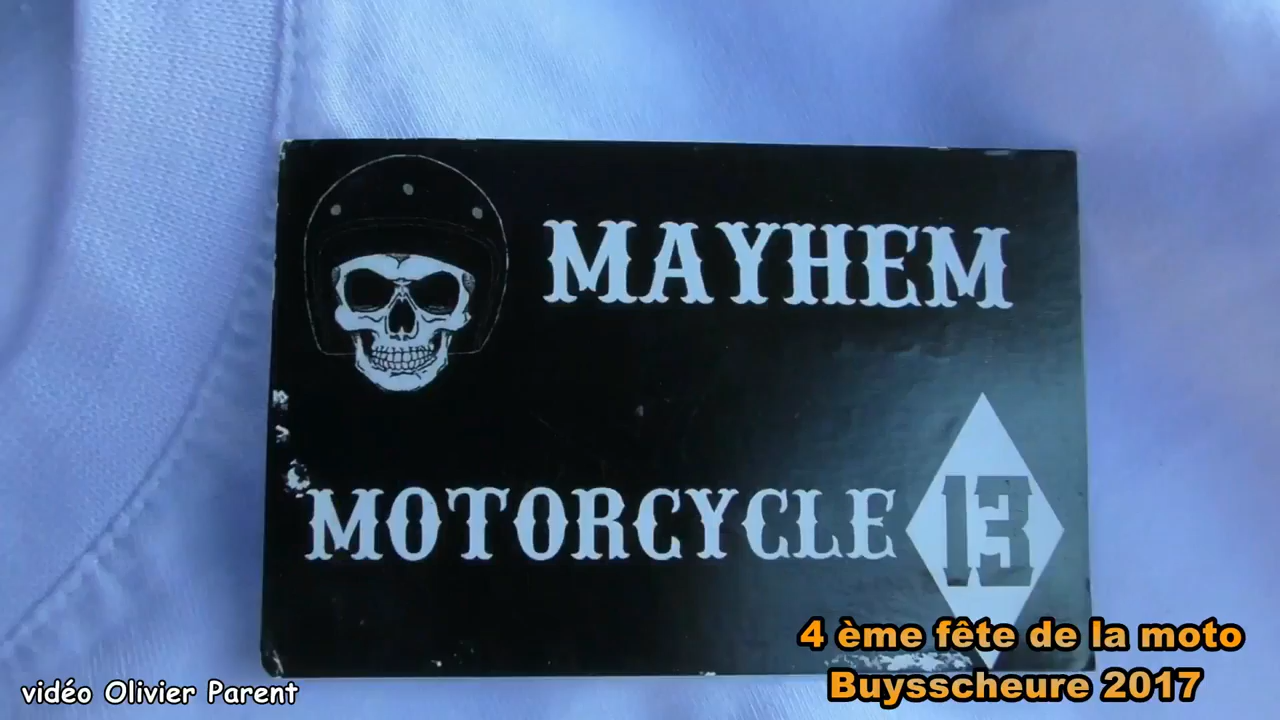 MAYHEM
MOTORCYCLE
13
4 ème fête de la moto
Buysscheure 2017
vidéo Olivier Parent